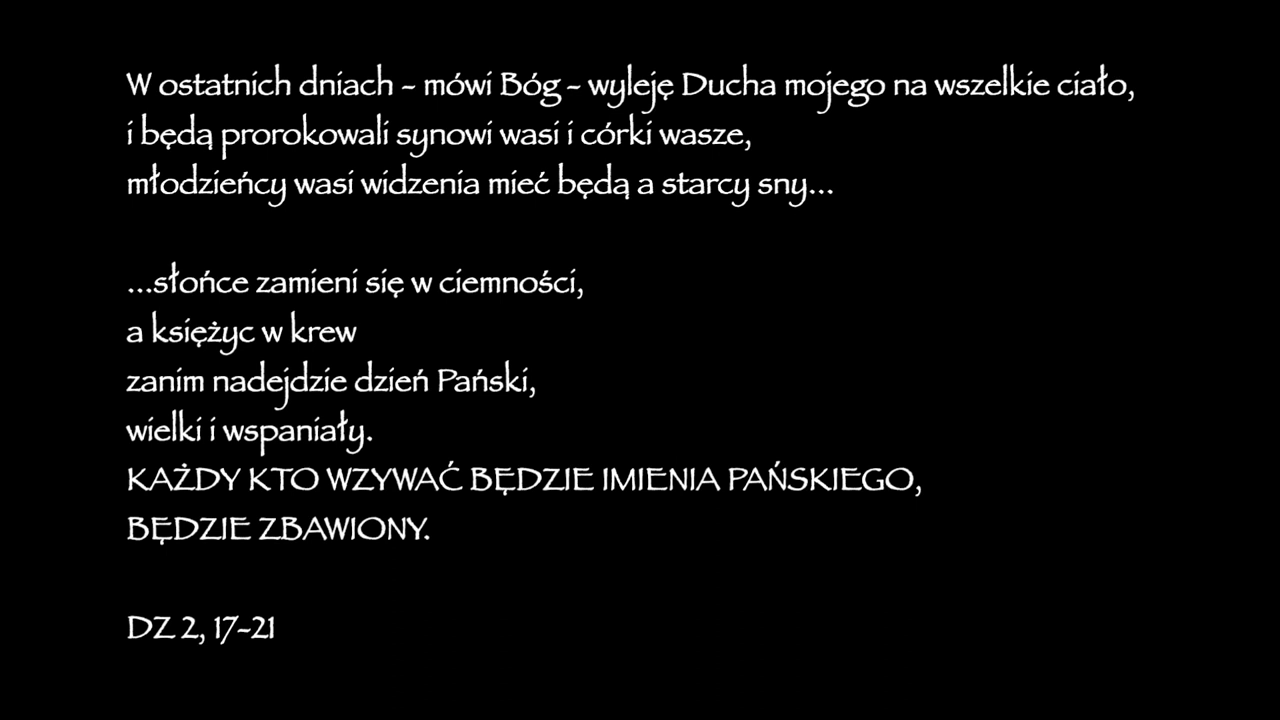 W ostatnich dniach - mówi Bóg - wyleję Ducha mojego na wszelkie ciało,
i będą prorokowali synowi wasi i córki wasze,
młodzieńcy wasi widzenia mieć będą a starcy sny...
...słońce zamieni się w ciemności,
a księżyc w krew
zanim nadejdzie dzień Pański,
wielki i wspaniały.
KAŻDY KTO WZYWAĆ BĘDZIE IMIENIA PAŃSKIEGO,
BĘDZIE ZBAWIONY.
DZ 2, 17-21